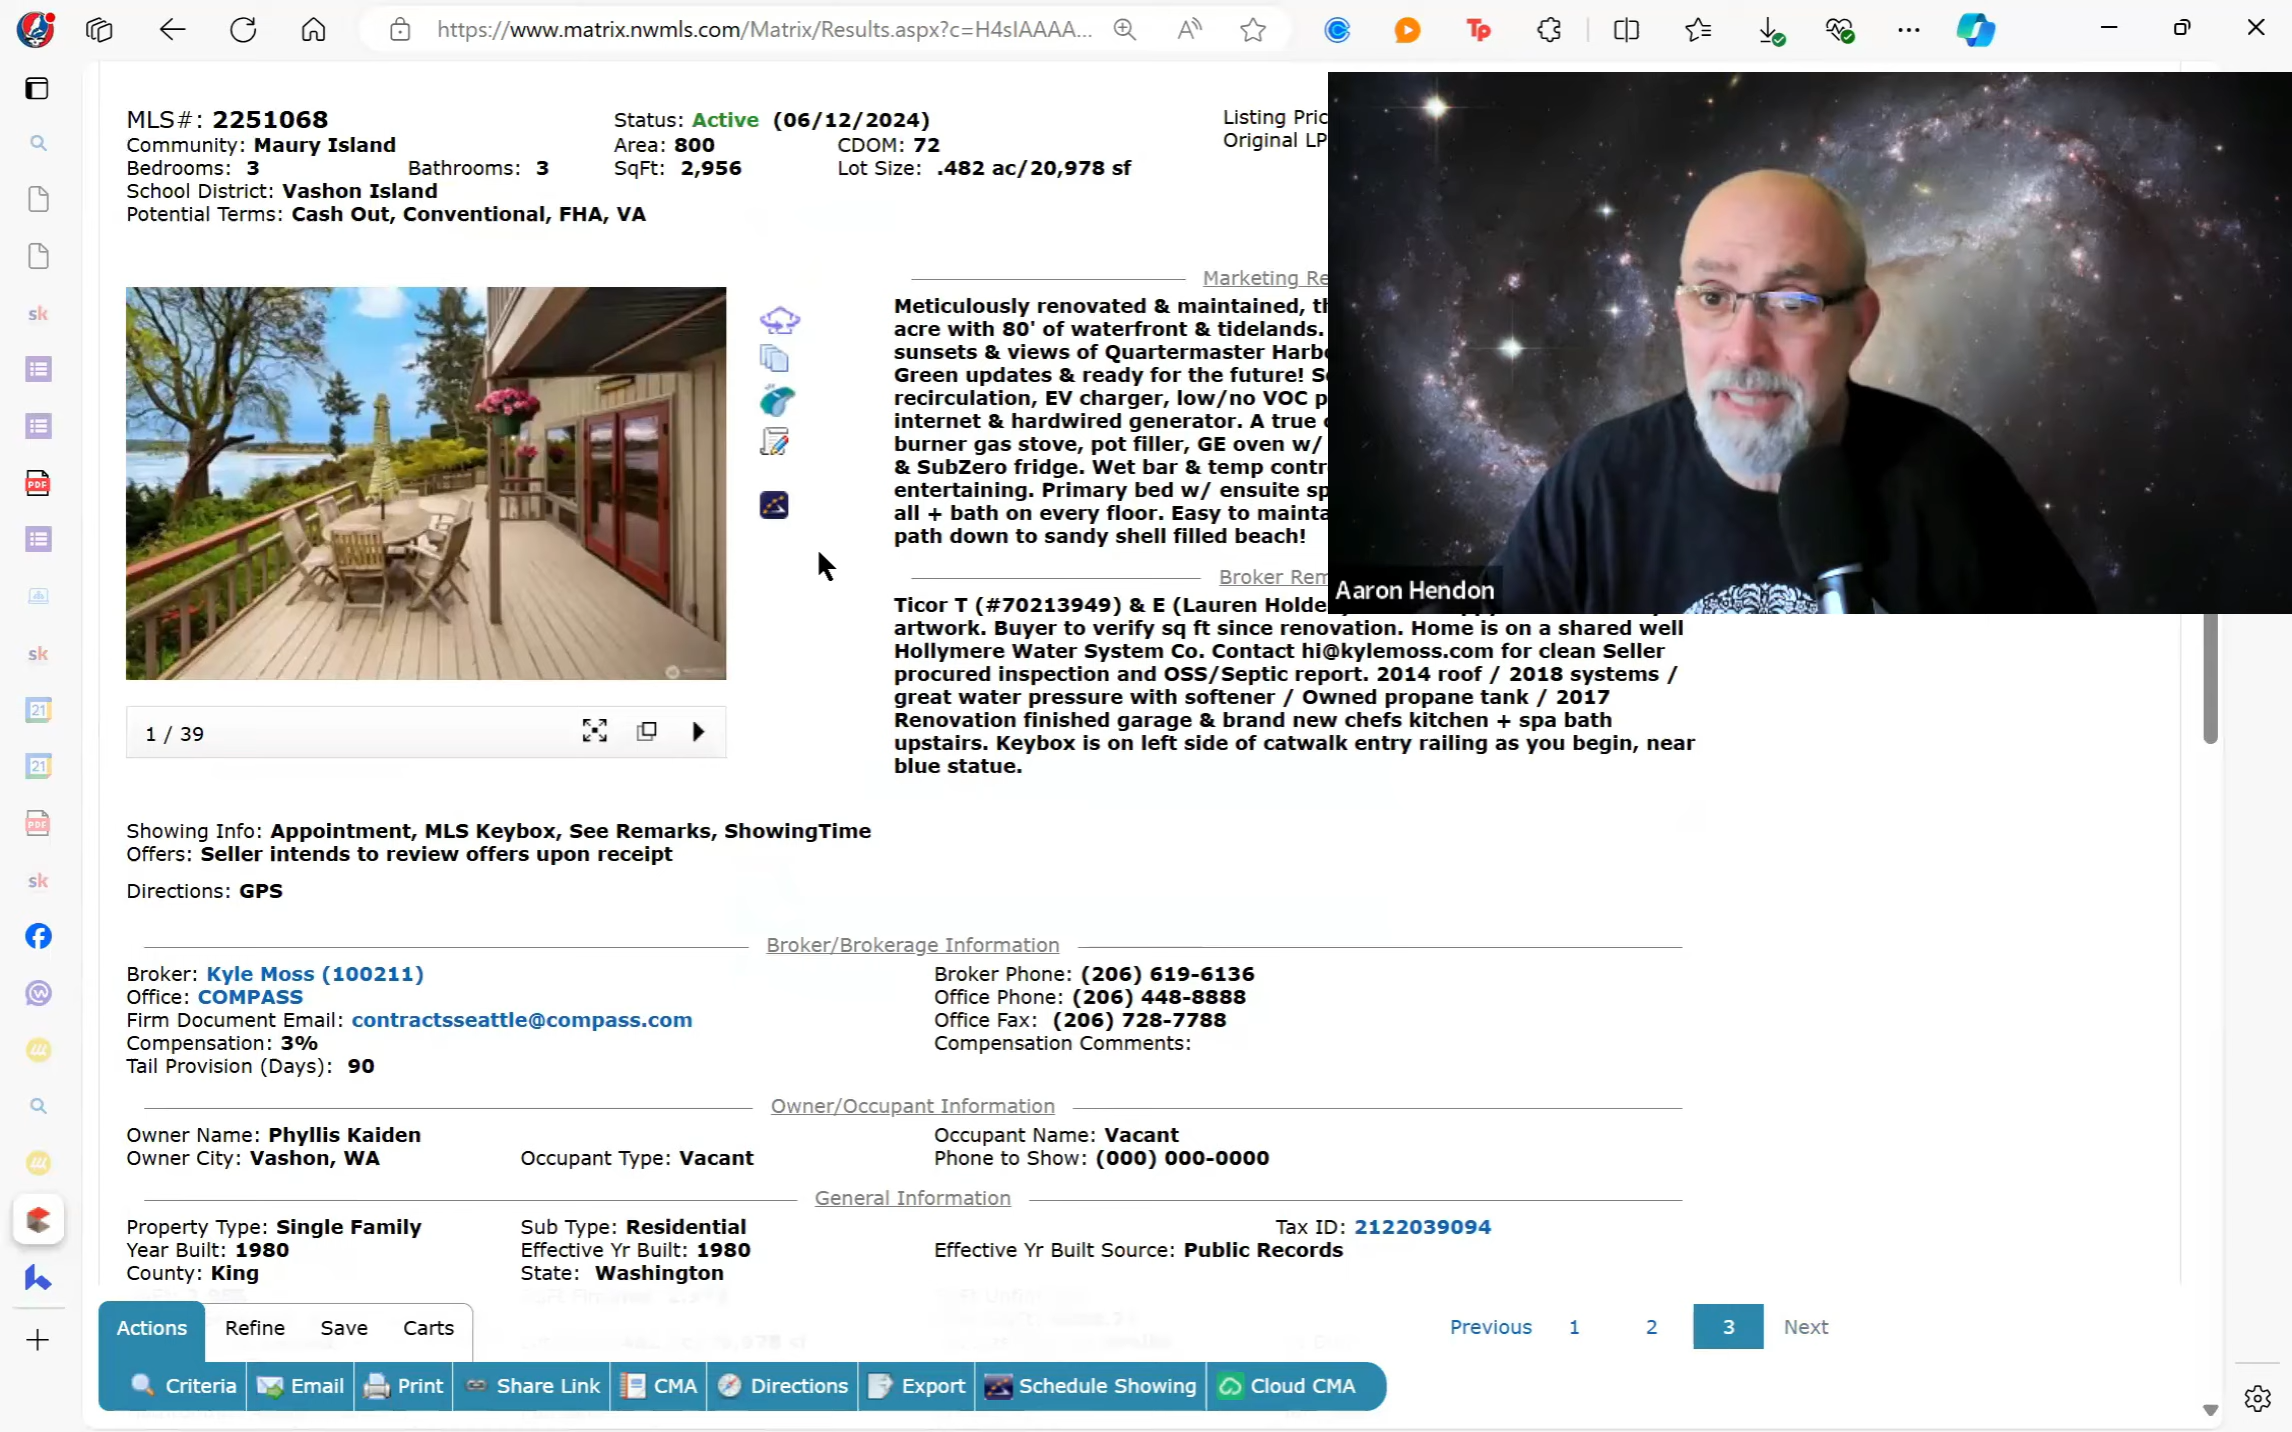 https://www.matrix.nwmls.com/Matrix/Results.aspx?c=H4sIAAAA...
MLS#: 2251068
Status: Active (06/12/2024)
Listing Pric
Community: Maury Island
Area: 800
CDOM: 72
Original LP
Bedrooms: 3
Bathrooms: 3
SqFt: 2,956
Lot Size: .482 ac/20,978 sf
School District: Vashon Island
Potential Terms: Cash Out, Conventional, FHA, VA
Marketing Re
Meticulously renovated & maintained, th
acre with 80' of waterfront & tidelands.
sunsets & views of Quartermaster Harb
Green updates & ready for the future! S
recirculation, EV charger, low/no VOC p
internet & hardwired generator. A true
burner gas stove, pot filler, GE oven w/
& SubZero fridge. Wet bar & temp contr
entertaining. Primary bed w/ ensuite sp
all + bath on every floor. Easy to mainta
path down to sandy shell filled beach!
Aaron Hendon
Broker Rem
Ticor T (#70213949) & E (Lauren Holde
artwork. Buyer to verify sq ft since renovation. Home is on a shared well
Hollymere Water System Co. Contact hi@kylemoss.com for clean Seller
procured inspection and OSS/Septic report. 2014 roof / 2018 systems /
great water pressure with softener / Owned propane tank / 2017
Renovation finished garage & brand new chefs kitchen + spa bath
upstairs. Keybox is on left side of catwalk entry railing as you begin, near
blue statue.
1 / 39
Showing Info: Appointment, MLS Keybox, See Remarks, ShowingTime
Offers: Seller intends to review offers upon receipt
Directions: GPS
Broker/Brokerage Information
Broker: Kyle Moss (100211)
Broker Phone: (206) 619-6136
Office: COMPASS
Office Phone: (206) 448-8888
Firm Document Email: contractsseattle@compass.com
Office Fax: (206) 728-7788
Compensation: 3%
Compensation Comments:
Tail Provision (Days): 90
Owner/Occupant Information
Owner Name: Phyllis Kaiden
Occupant Name: Vacant
Owner City: Vashon, WA
Occupant Type: Vacant
Phone to Show: (000) 000-0000
General Information
Property Type: Single Family
Sub Type: Residential
Tax ID: 2122039094
Year Built: 1980
Effective Yr Built: 1980
Effective Yr Built Source: Public Records
County: King
State: Washington
Actions
Refine
Save
Carts
Previous
1
2
3
Next
Criteria
Email
Print
Share Link
CMA
Directions
Export
Schedule Showing
Cloud CMA
sk
PDF
sk
21
21
PDF
sk
Tp